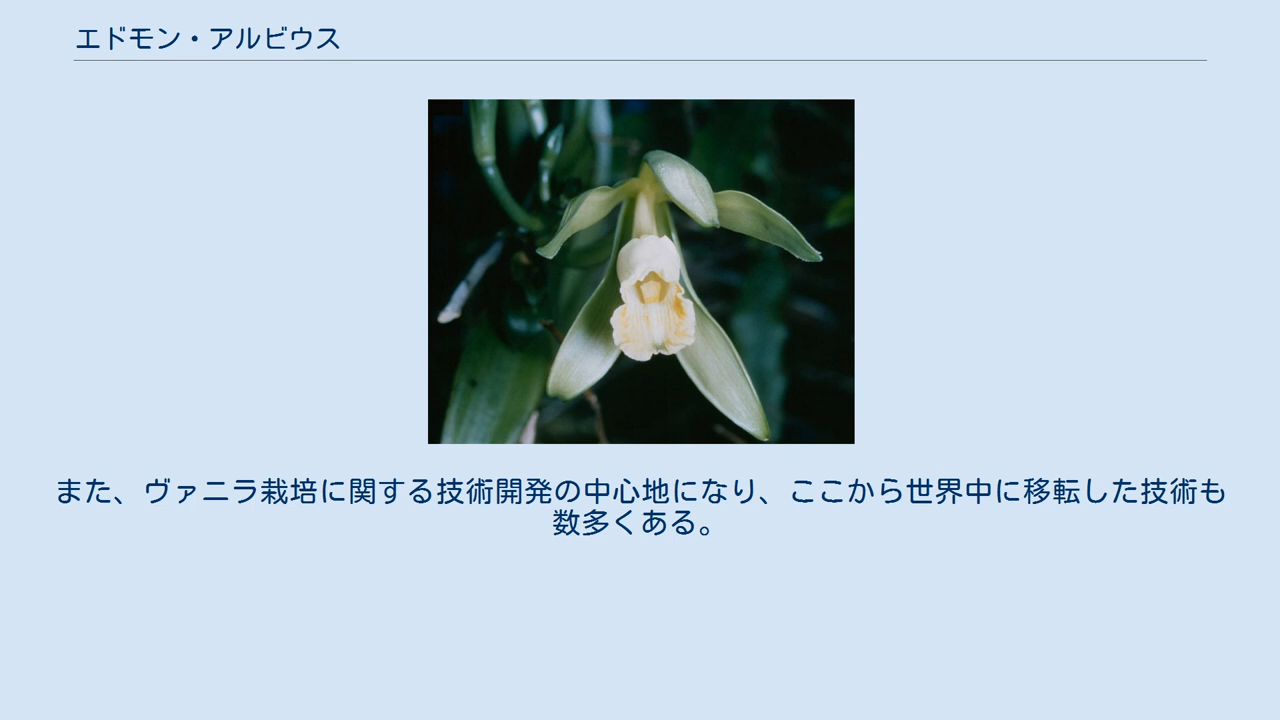 エドモン・アルビウス
また、ヴァニラ栽培に関する技術開発の中心地になり、ここから世界中に移転した技術も
数多くある。